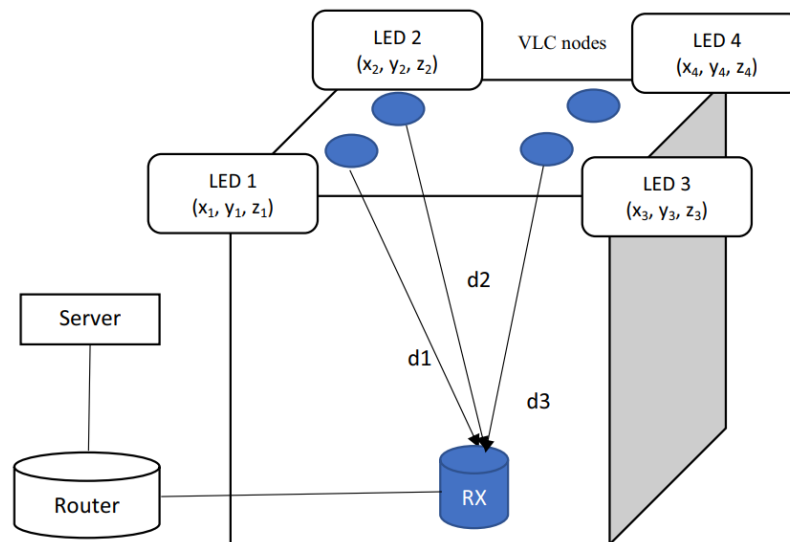 LED 2
(x₂, y₂, z₂)
VLC nodes
LED 4
(x₄, y₄, z₄)
LED 1
(x₁, y₁, z₁)
LED 3
(x₃, y₃, z₃)
d2
Server
d1
d3
Router
RX